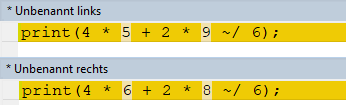 * Unbenannt links
print(4 * 5 + 2 * 9 ~/ 6);
* Unbenannt rechts
print(4 * 6 + 2 * 8 ~/ 6);